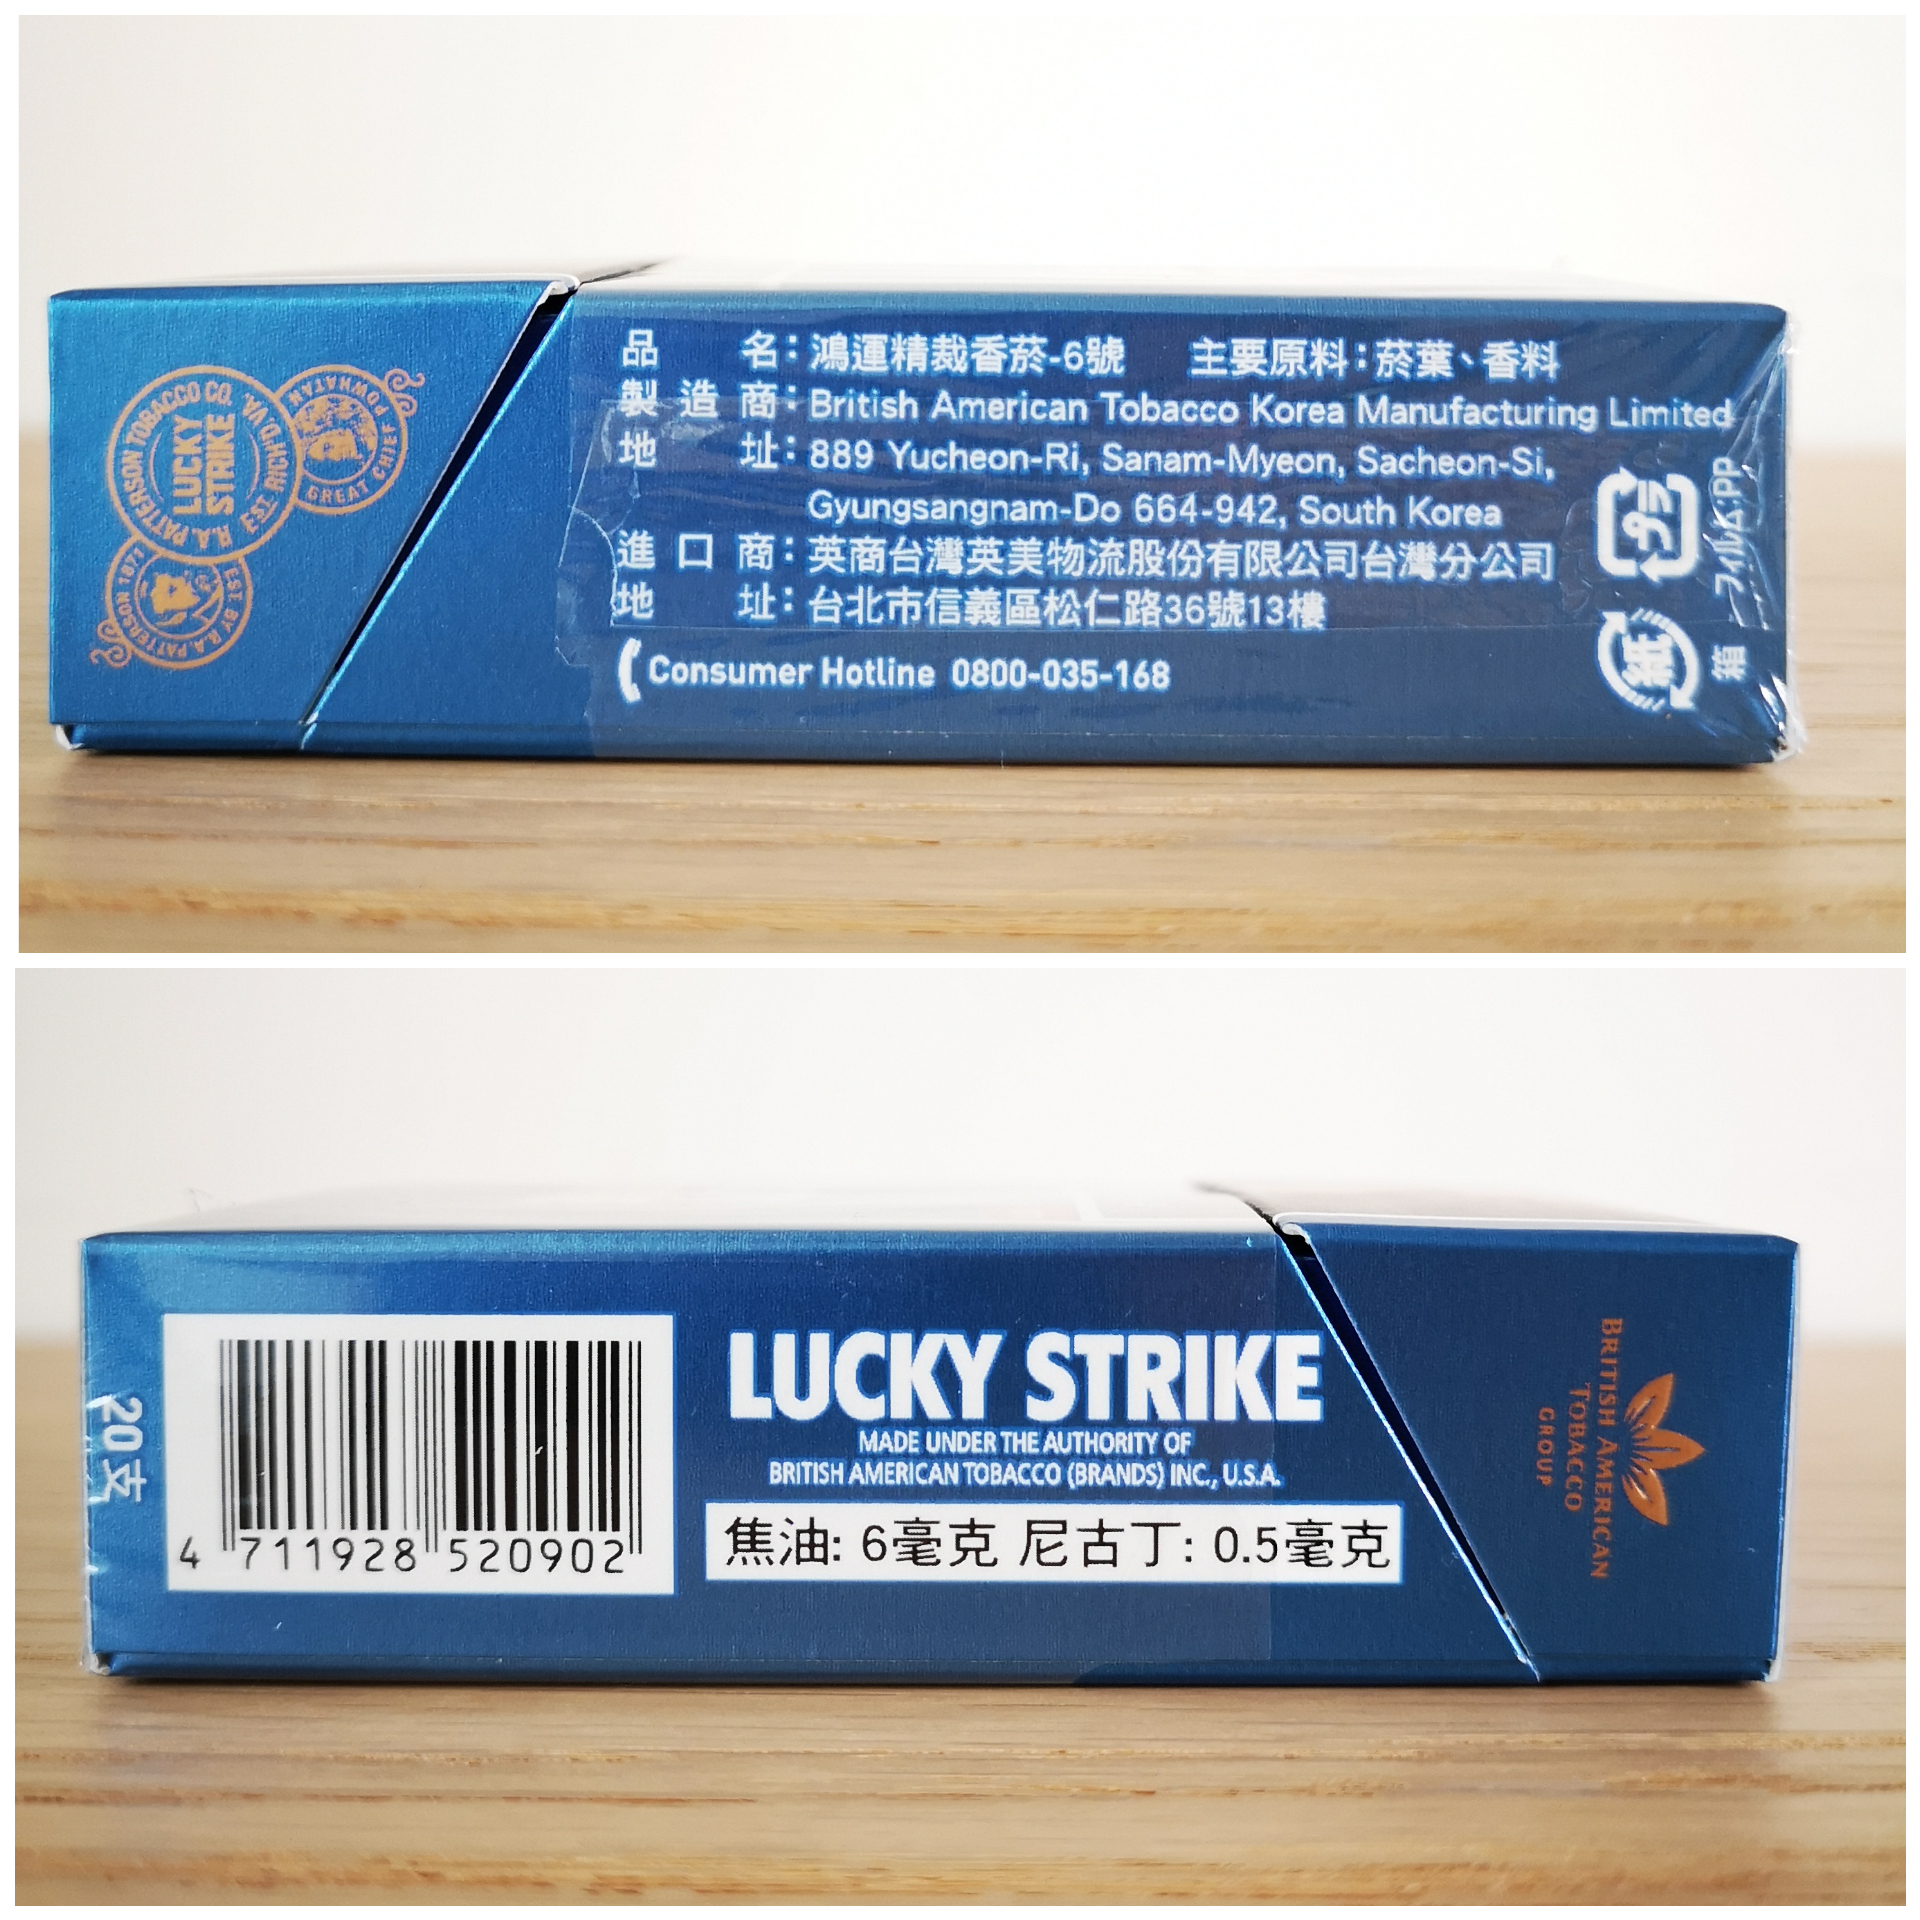 R.A. PATTERSON TOBACCO CO.
LUCKY
STRIKE
EST. RICH'D, VA.
GREAT CHIEF
POWHATAN
EST. BY R.A. PATTERSON 1871
品名：鴻運精裁香菸-6號 主要原料：菸葉、香料
製造商：British American Tobacco Korea Manufacturing Limited
地址：889 Yucheon-Ri, Sanam-Myeon, Sacheon-Si,
Gyungsangnam-Do 664-942, South Korea
進口商：英商台灣英美物流股份有限公司台灣分公司
地址：台北市信義區松仁路36號13樓
Consumer Hotline 0800-035-168
プラ
フィルム:PP
紙
箱
20支
4 711928 520902
LUCKY STRIKE
MADE UNDER THE AUTHORITY OF
BRITISH AMERICAN TOBACCO (BRANDS) INC., U.S.A.
焦油: 6毫克 尼古丁: 0.5毫克
BRITISH AMERICAN
TOBACCO
GROUP